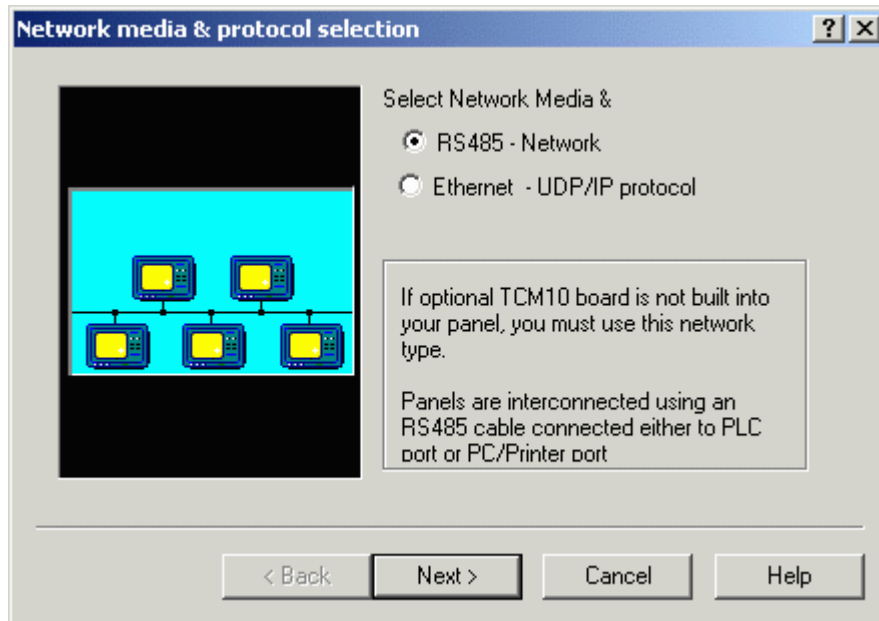 Network media & protocol selection
Select Network Media &
RS485 - Network
Ethernet - UDP/IP protocol
If optional TCM10 board is not built into
your panel, you must use this network
type.
Panels are interconnected using an
RS485 cable connected either to PLC
port or PC/Printer port
< Back
Next >
Cancel
Help